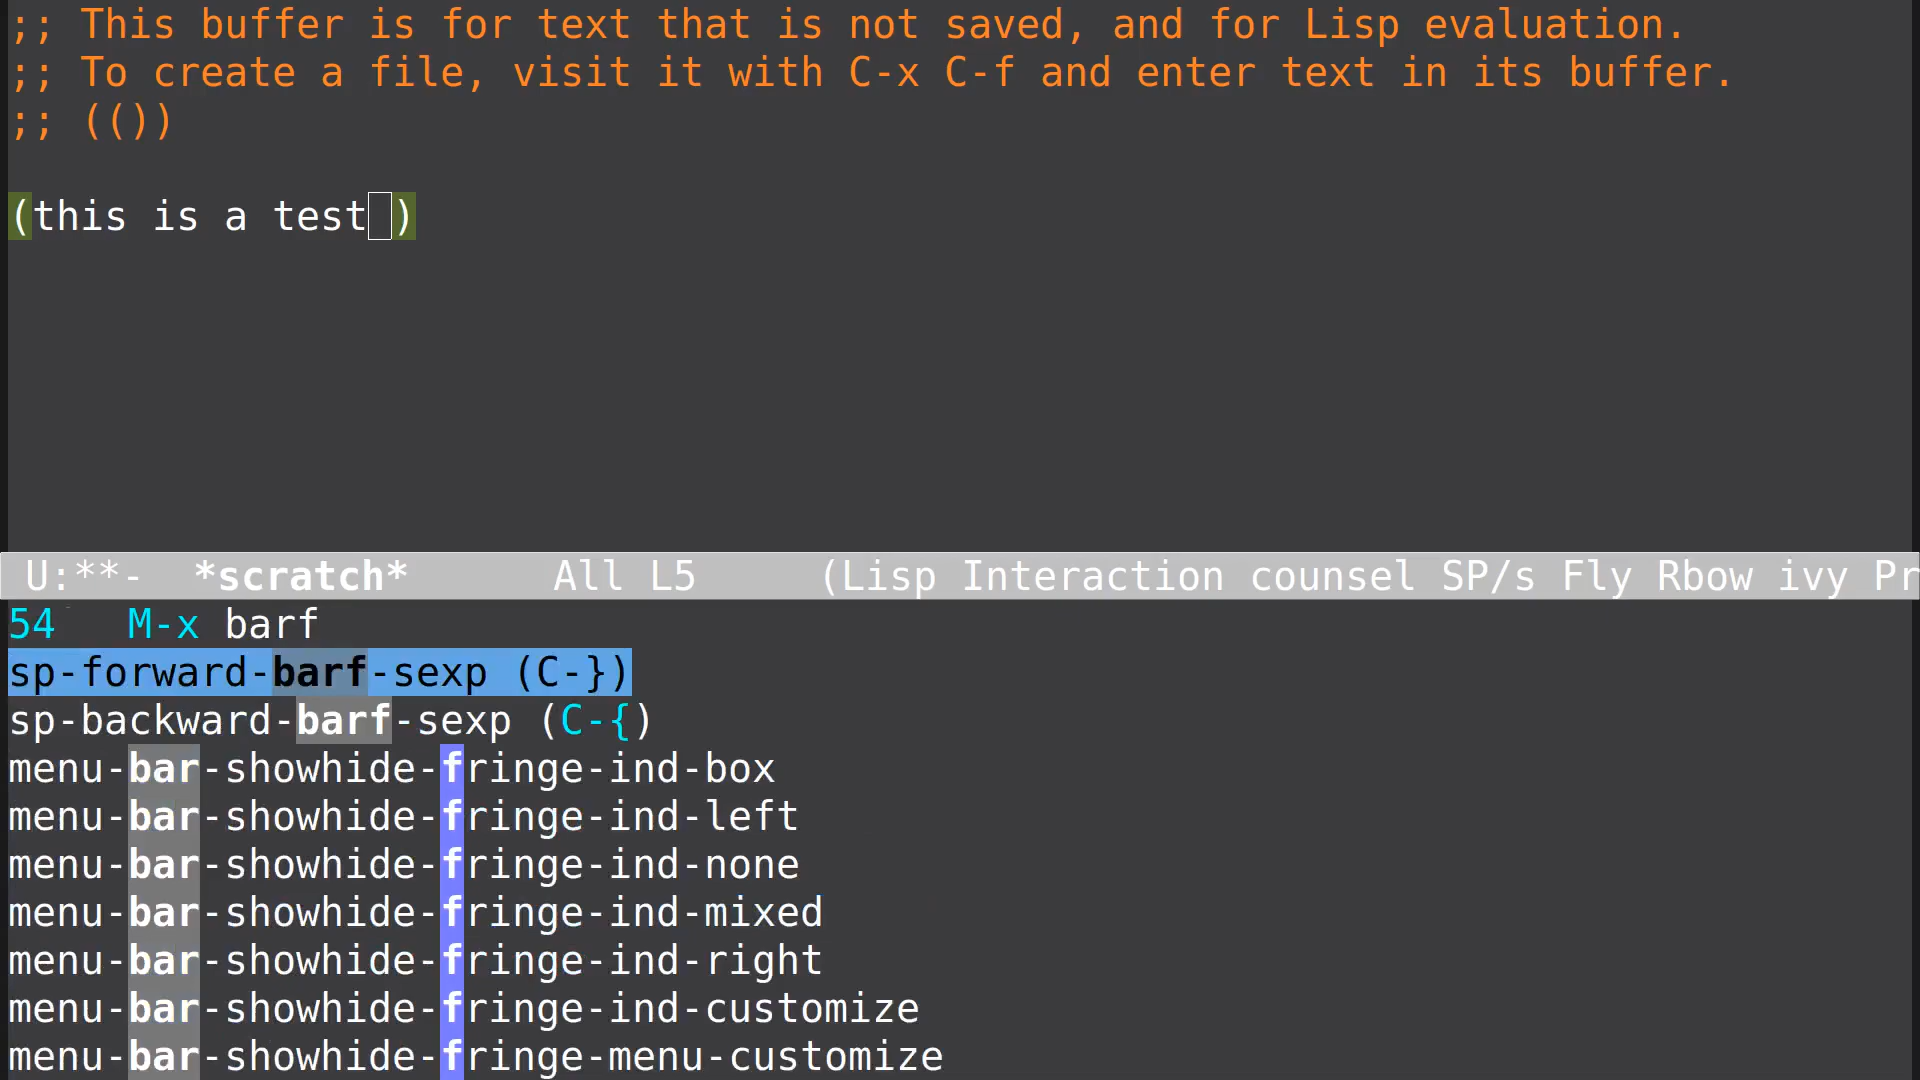 ;; This buffer is for text that is not saved, and for Lisp evaluation.
;; To create a file, visit it with C-x C-f and enter text in its buffer.
;; (())
(this is a test )
U:**-  *scratch*      All L5     (Lisp Interaction counsel SP/s Fly Rbow ivy Pr
54   M-x barf
sp-forward-barf-sexp (C-})
sp-backward-barf-sexp (C-{)
menu-bar-showhide-fringe-ind-box
menu-bar-showhide-fringe-ind-left
menu-bar-showhide-fringe-ind-none
menu-bar-showhide-fringe-ind-mixed
menu-bar-showhide-fringe-ind-right
menu-bar-showhide-fringe-ind-customize
menu-bar-showhide-fringe-menu-customize